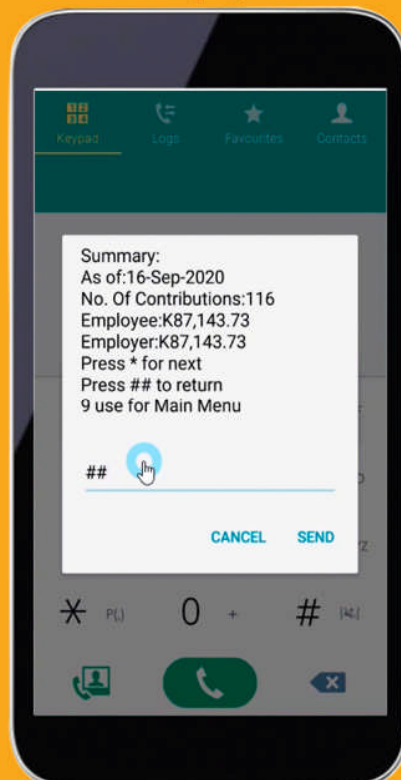 Keypad Logs Favourites Contacts
Summary:
As of:16-Sep-2020
No. Of Contributions:116
Employee:K87,143.73
Employer:K87,143.73
Press * for next
Press ## to return
9 use for Main Menu
##
CANCEL SEND
* P(,) 0 + #